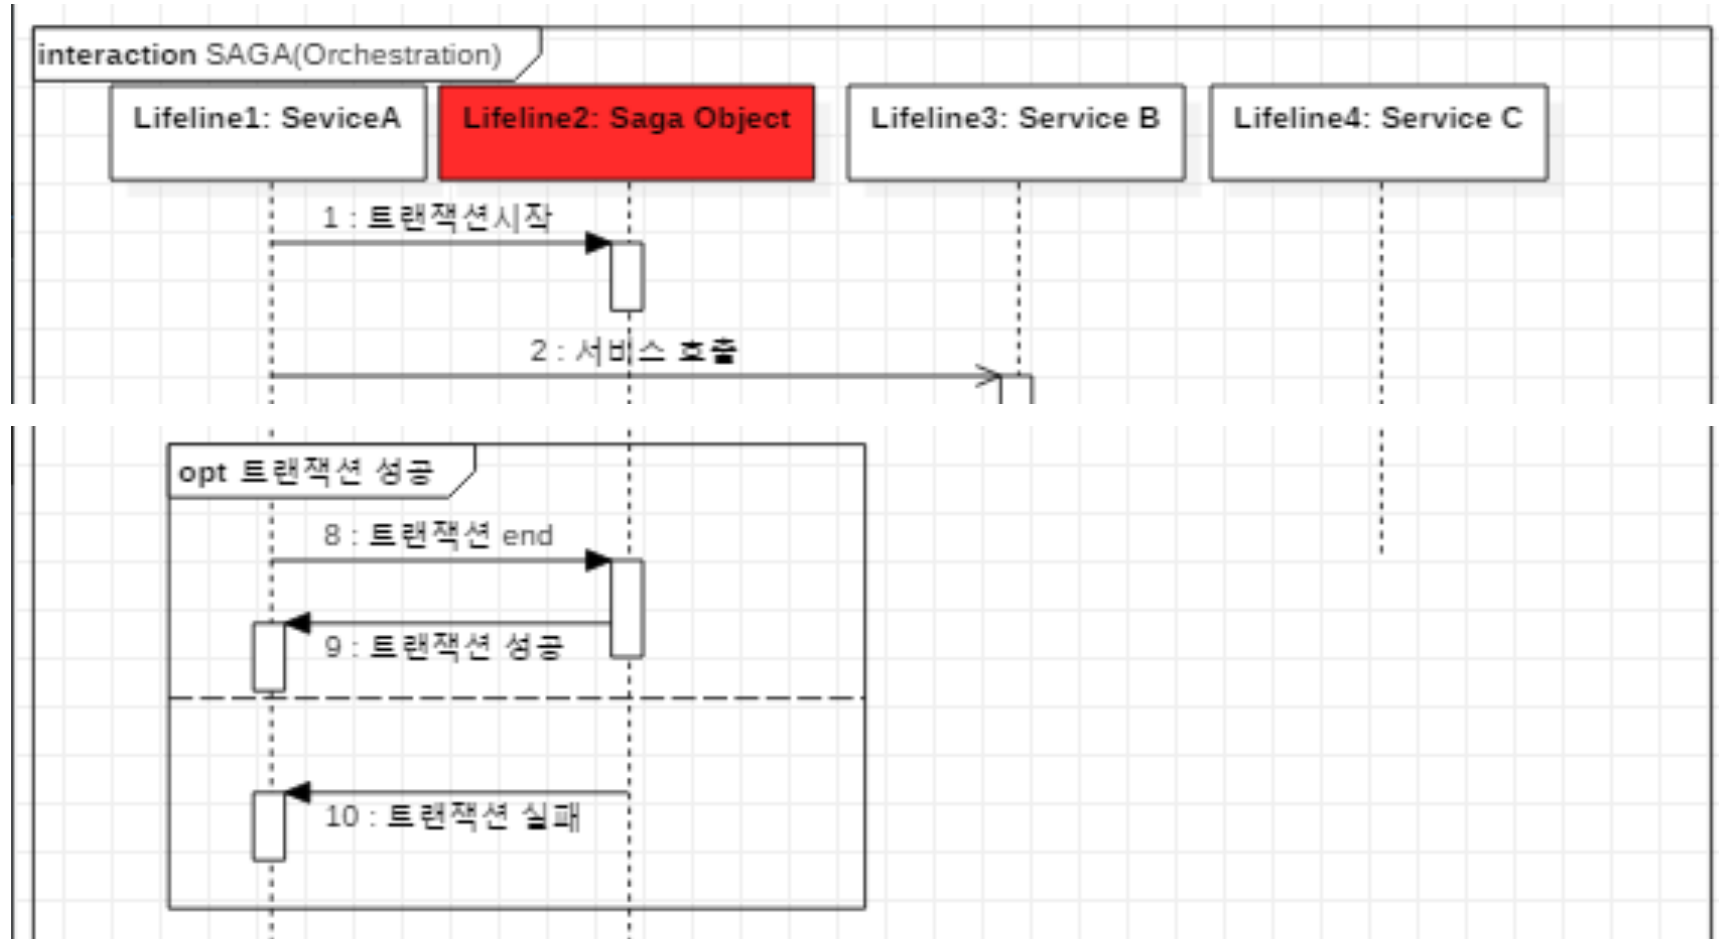 interaction SAGA(Orchestration)
Lifeline1: SeviceA
Lifeline2: Saga Object
Lifeline3: Service B
Lifeline4: Service C
1 : 트랜잭션시작
2 : 서비스 호출
opt 트랜잭션 성공
8 : 트랜잭션 end
9 : 트랜잭션 성공
10 : 트랜잭션 실패